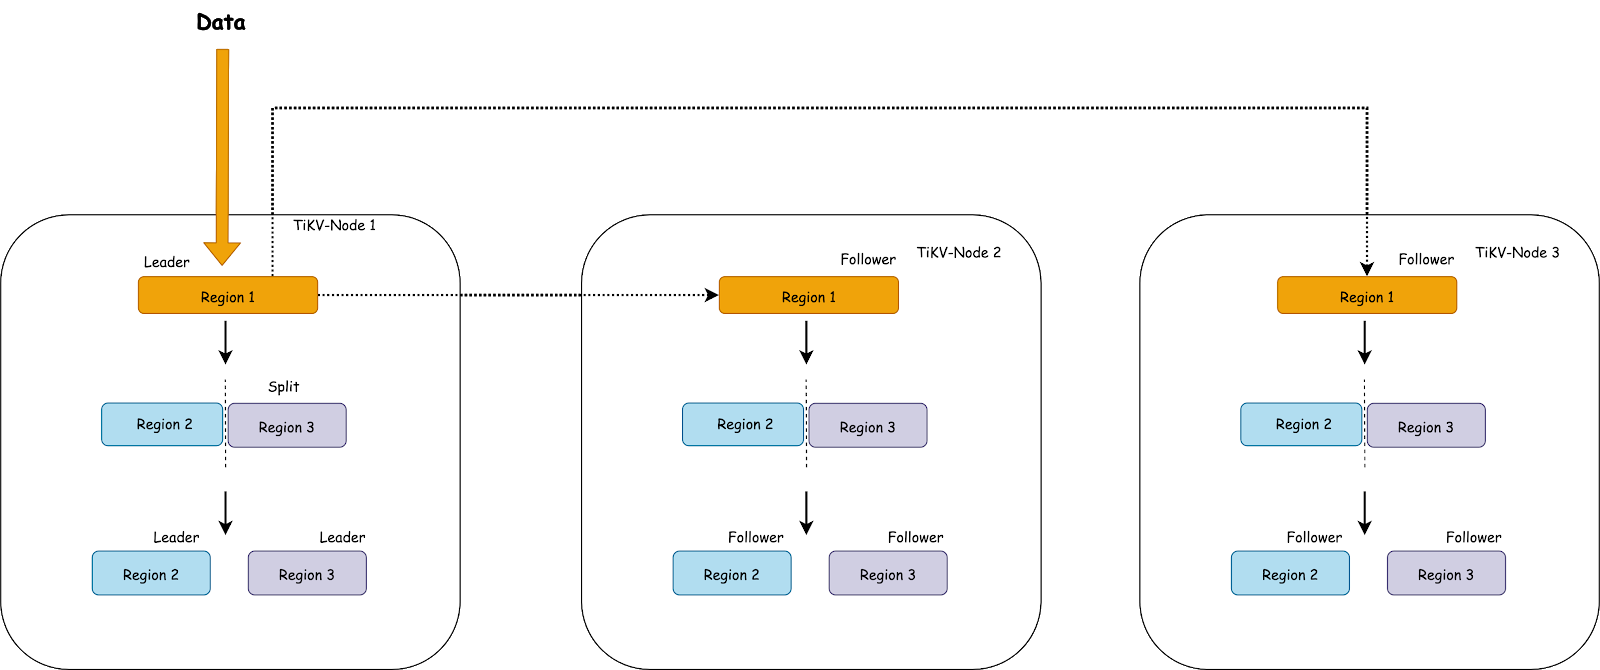 Data
TiKV-Node 1
Leader
Region 1
Split
Region 2
Region 3
Leader
Leader
Region 2
Region 3
TiKV-Node 2
Follower
Region 1
Region 2
Region 3
Follower
Follower
Region 2
Region 3
TiKV-Node 3
Follower
Region 1
Region 2
Region 3
Follower
Follower
Region 2
Region 3